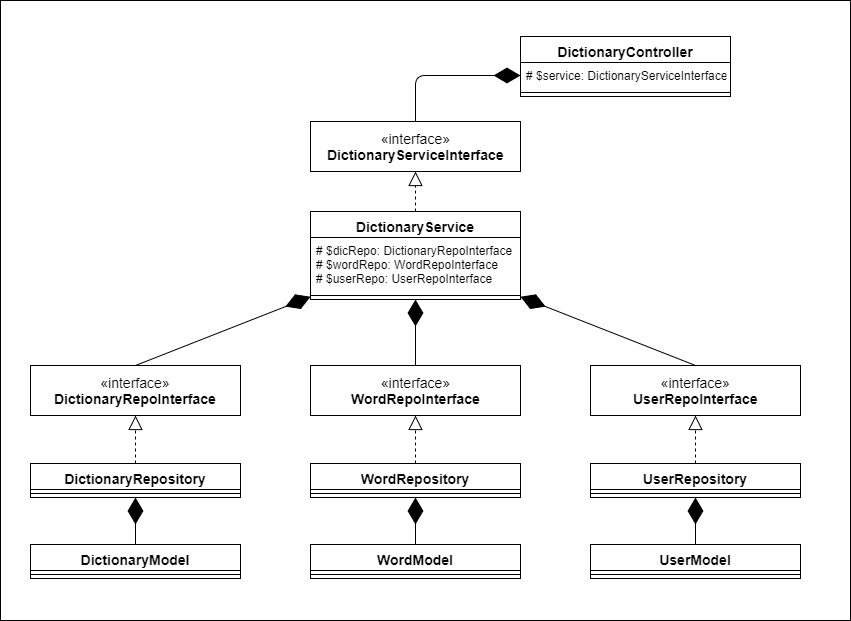 DictionaryController
# $service: DictionaryServiceInterface
«interface»
DictionaryServiceInterface
DictionaryService
# $dicRepo: DictionaryRepoInterface
# $wordRepo: WordRepoInterface
# $userRepo: UserRepoInterface
«interface»
DictionaryRepoInterface
«interface»
WordRepoInterface
«interface»
UserRepoInterface
DictionaryRepository
WordRepository
UserRepository
DictionaryModel
WordModel
UserModel